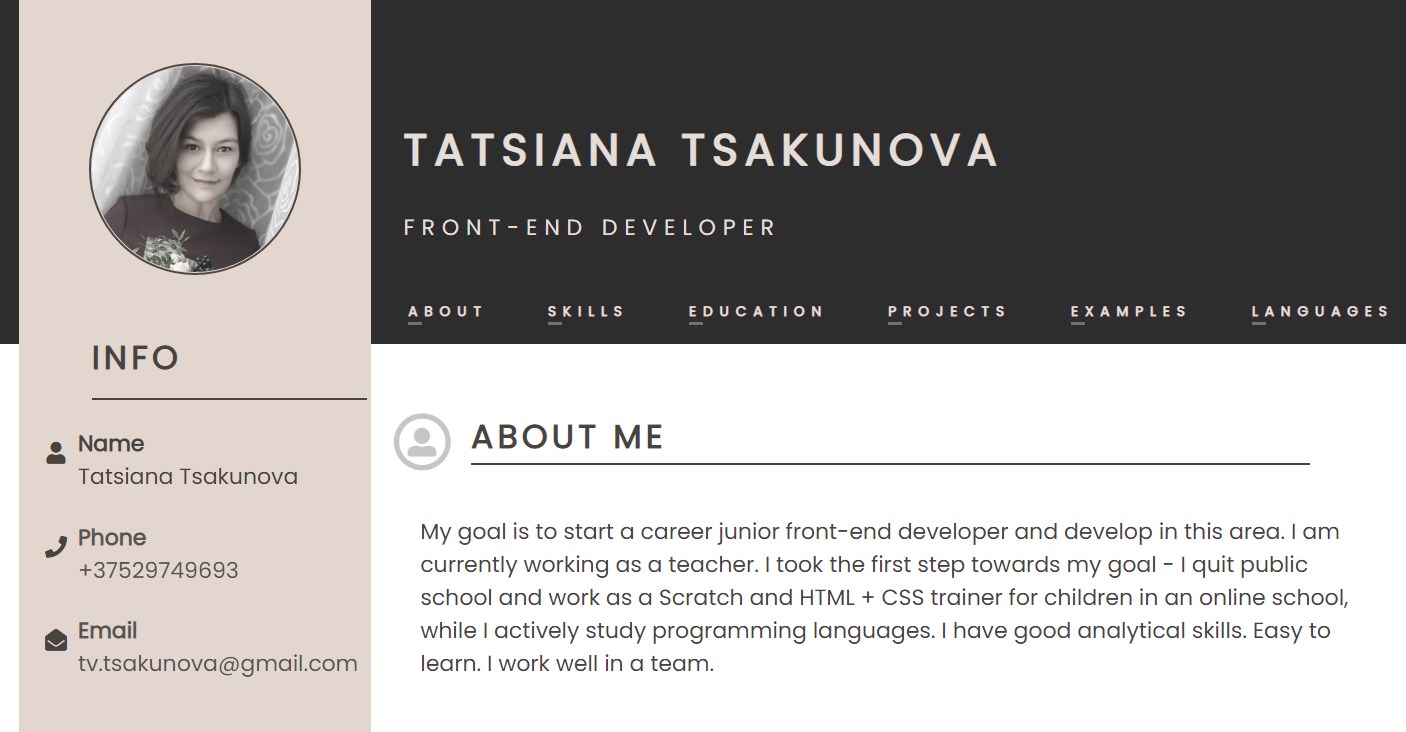 TATSIANA TSAKUNOVA
FRONT-END DEVELOPER
ABOUT SKILLS EDUCATION PROJECTS EXAMPLES LANGUAGES
INFO
Name
Tatsiana Tsakunova
Phone
+37529749693
Email
tv.tsakunova@gmail.com
ABOUT ME
My goal is to start a career junior front-end developer and develop in this area. I am
currently working as a teacher. I took the first step towards my goal - I quit public
school and work as a Scratch and HTML + CSS trainer for children in an online school,
while I actively study programming languages. I have good analytical skills. Easy to
learn. I work well in a team.